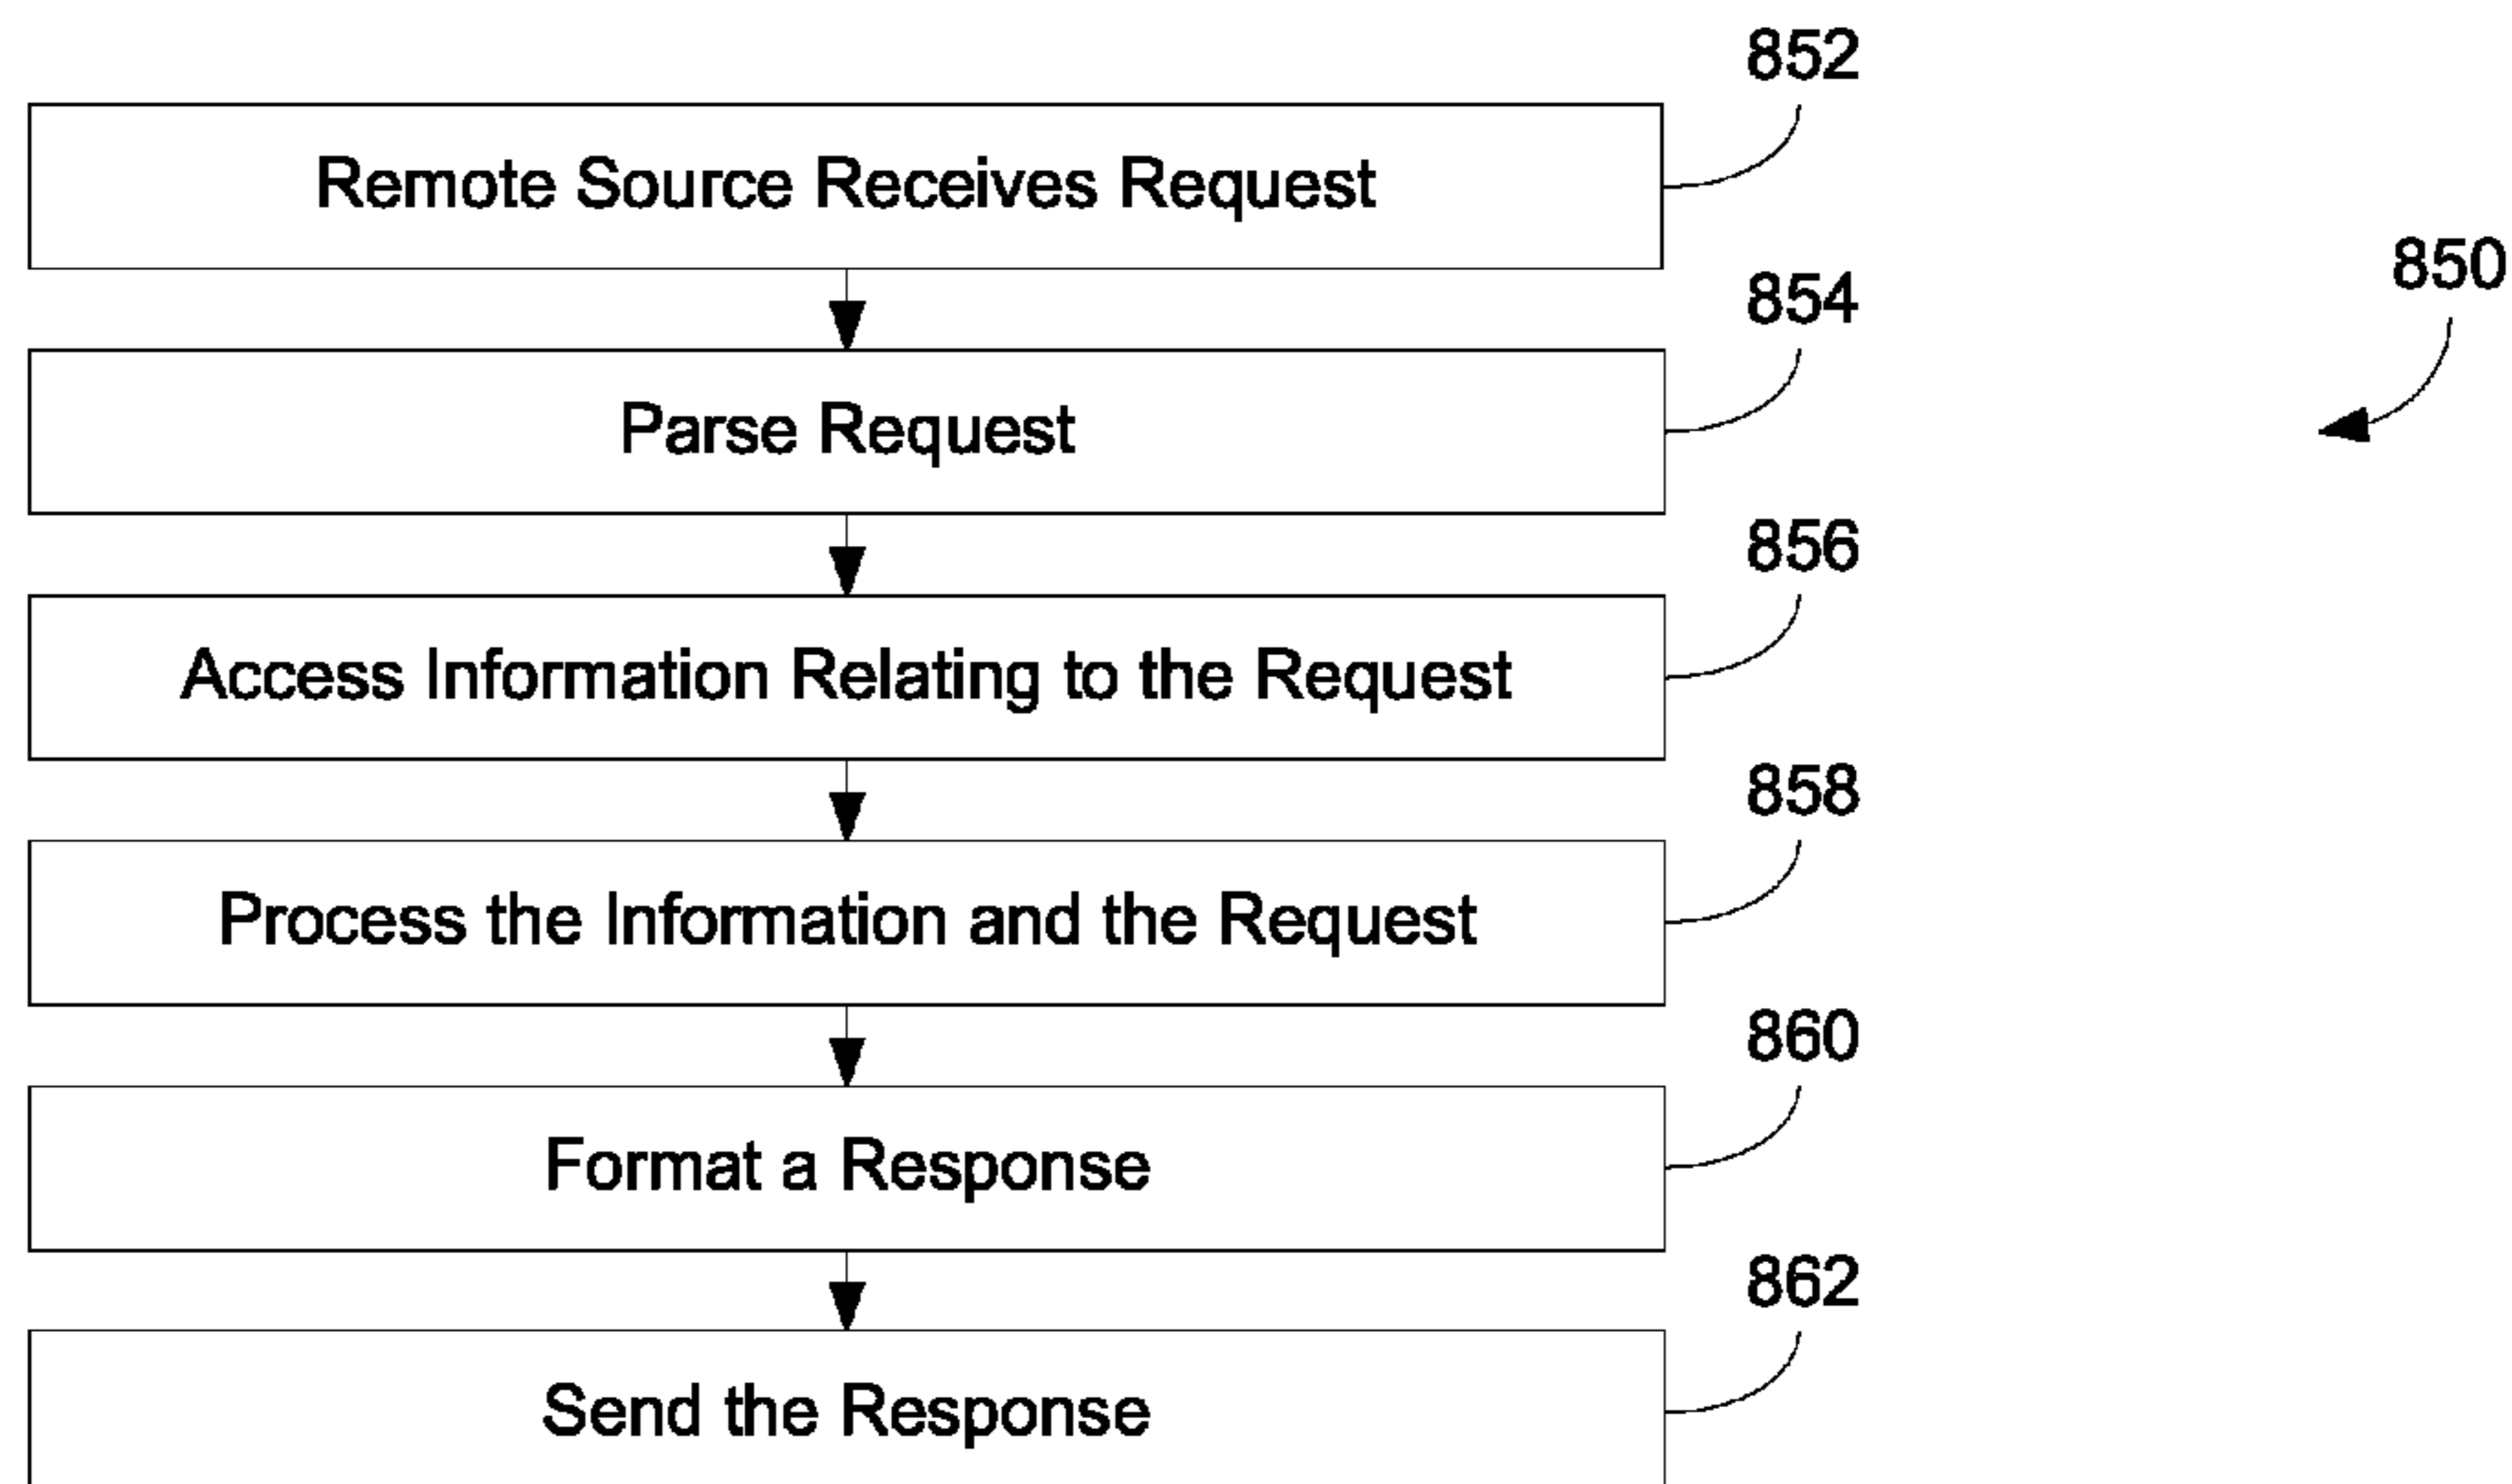 852
Remote Source Receives Request
850
854
Parse Request
856
Access Information Relating to the Request
858
Process the Information and the Request
860
Format a Response
862
Send the Response